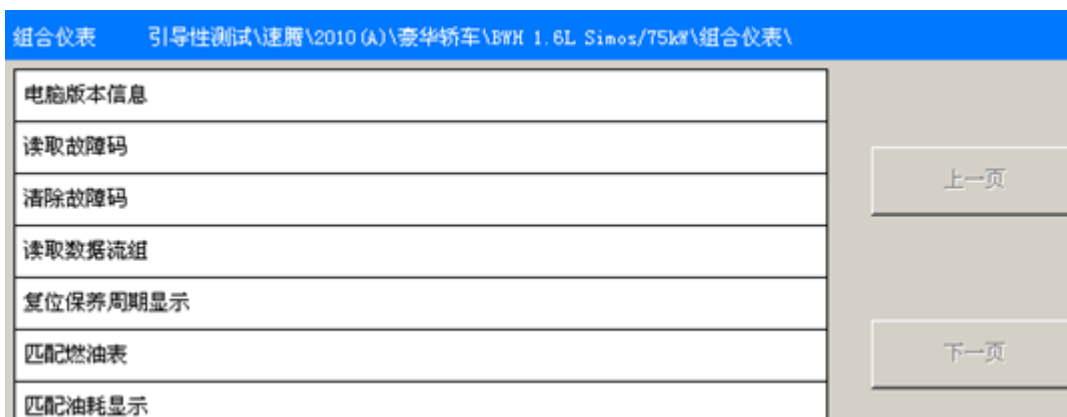 组合仪表 引导性测试\速腾\2010(A)\豪华轿车\BWH 1.6L Simos/75kW\组合仪表\
电脑版本信息
读取故障码
上一页
清除故障码
读取数据流组
复位保养周期显示
匹配燃油表
下一页
匹配油耗显示